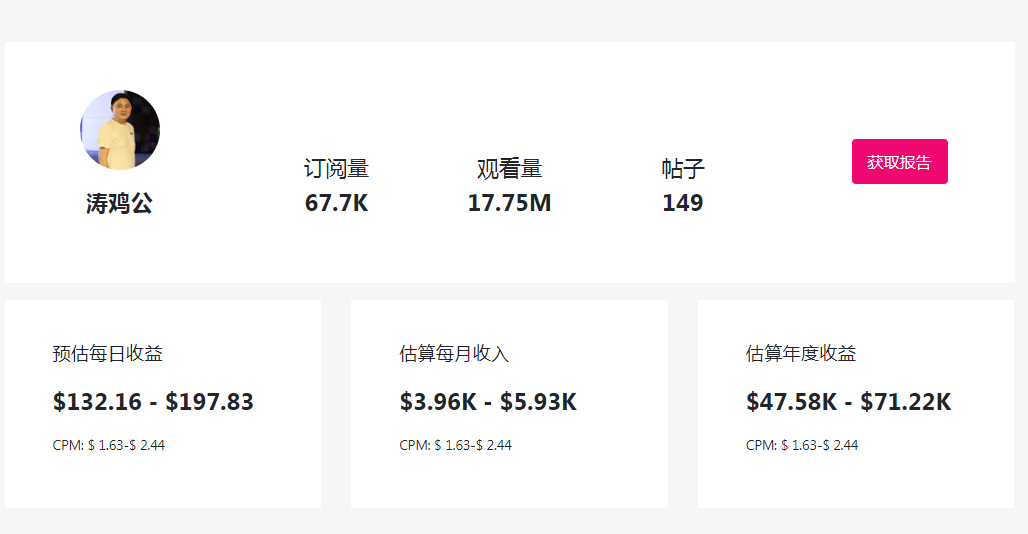 涛鸡公
订阅量
67.7K
观看量
17.75M
帖子
149
获取报告
预估每日收益
$132.16 - $197.83
CPM: $ 1.63-$ 2.44
估算每月收入
$3.96K - $5.93K
CPM: $ 1.63-$ 2.44
估算年度收益
$47.58K - $71.22K
CPM: $ 1.63-$ 2.44